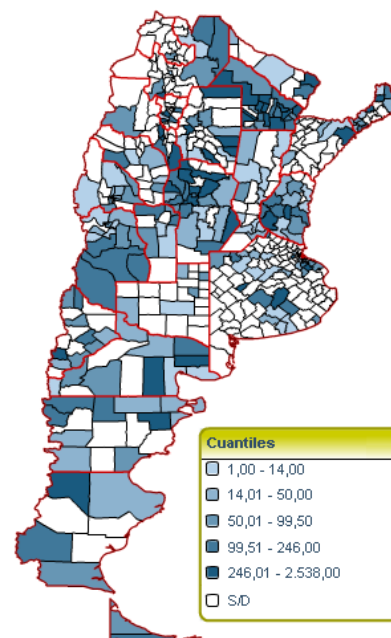 Cuantiles
1,00 - 14,00
14,01 - 50,00
50,01 - 99,50
99,51 - 246,00
246,01 - 2.538,00
S/D